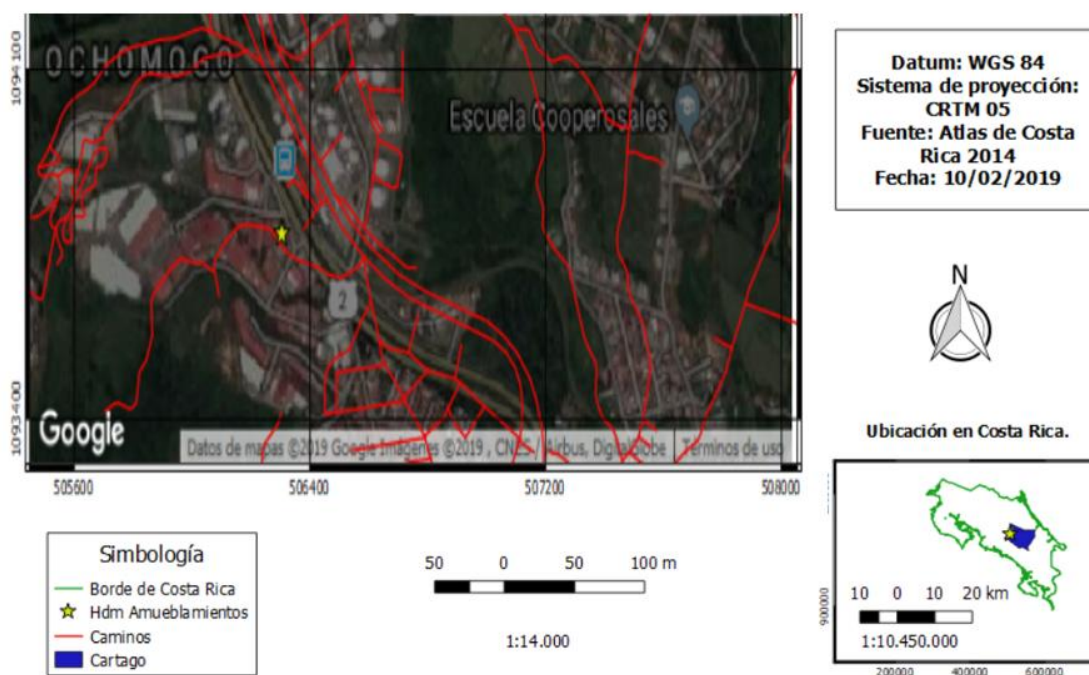 OCHOMOGO
Escuela Cooperosales
2
Google
Datos de mapas ©2019 Google Imágenes ©2019 , CNES / Airbus, DigitalGlobe
Términos de uso
1094100
1093400
505600
506400
507200
508000
Datum: WGS 84
Sistema de proyección:
CRTM 05
Fuente: Atlas de Costa
Rica 2014
Fecha: 10/02/2019
N
Ubicación en Costa Rica.
10 0 10 20 km
1:10.450.000
900000
200000
400000
600000
Simbología
Borde de Costa Rica
Hdm Amueblamientos
Caminos
Cartago
50 0 50 100 m
1:14.000